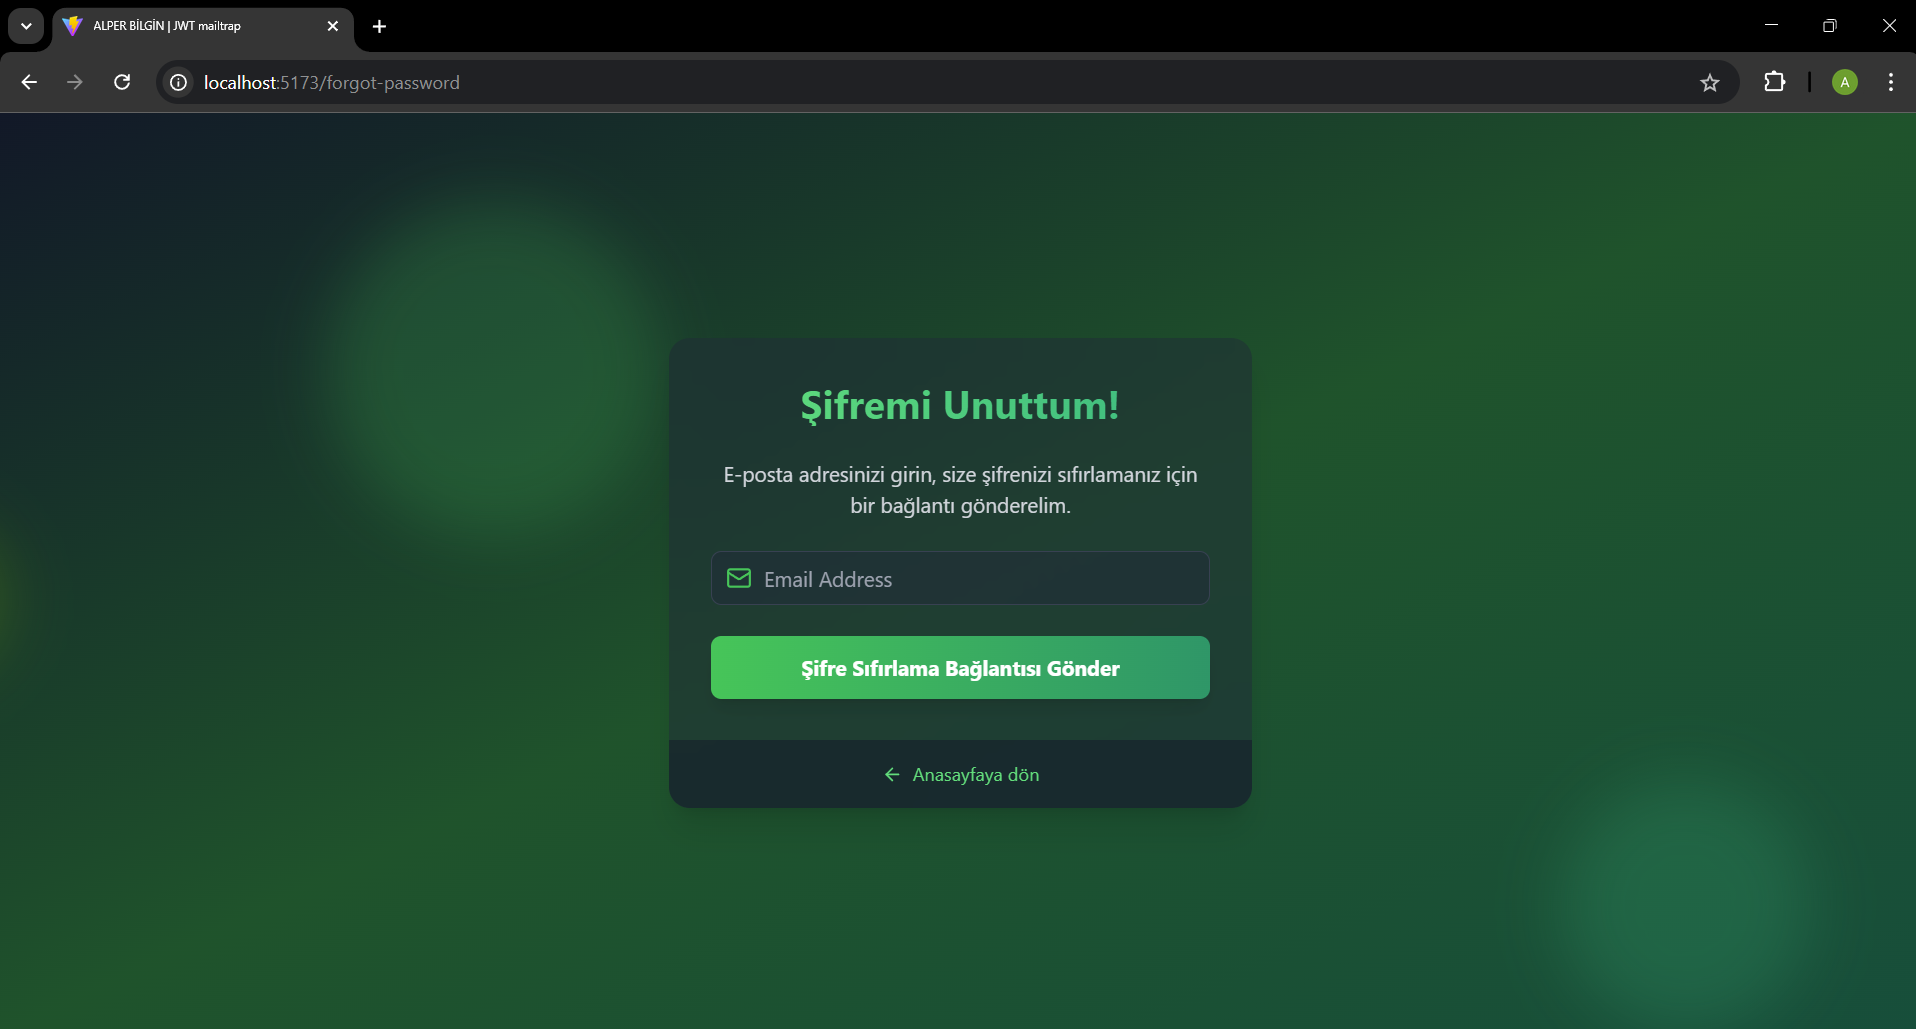 ALPER BİLGİN | JWT mailtrap
localhost:5173/forgot-password
A
Şifremi Unuttum!
E-posta adresinizi girin, size şifrenizi sıfırlamanız için
bir bağlantı gönderelim.
Email Address
Şifre Sıfırlama Bağlantısı Gönder
Anasayfaya dön